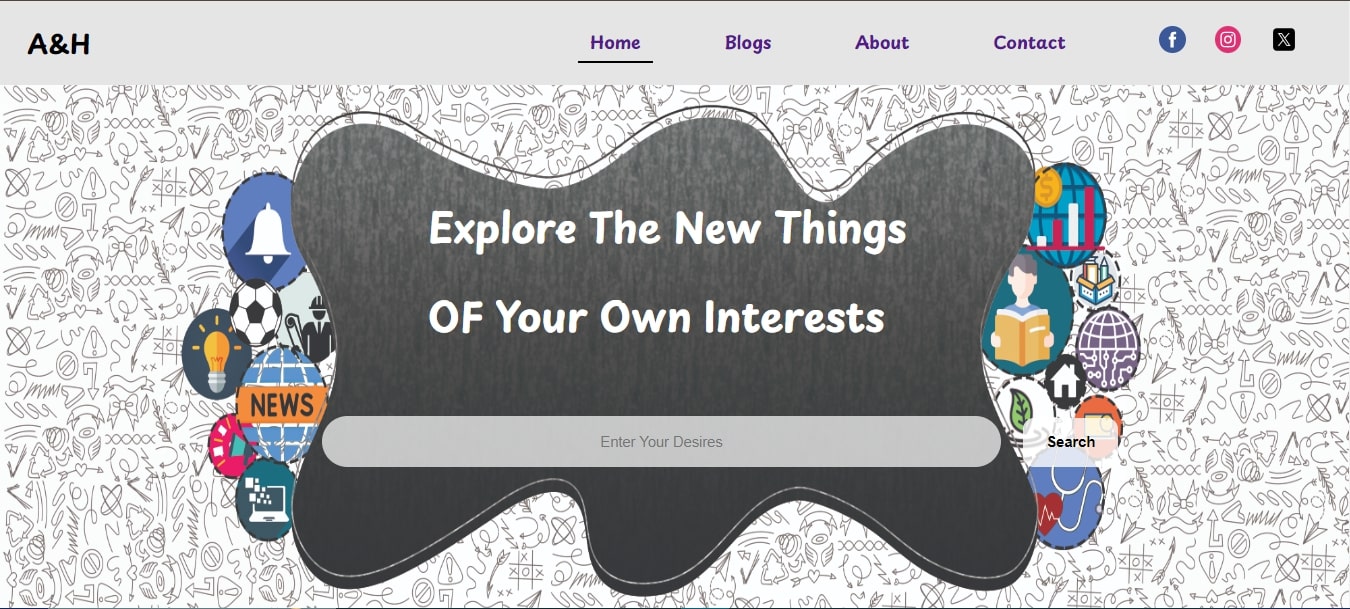 A&H
Home
Blogs
About
Contact
Explore The New Things
OF Your Own Interests
NEWS
Enter Your Desires
Search